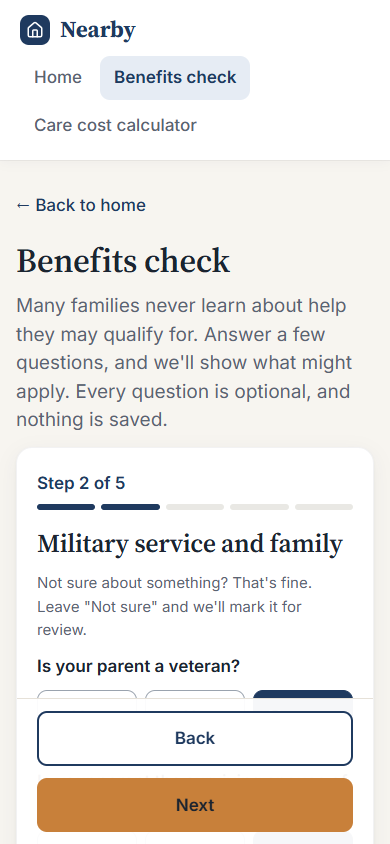 Nearby
Home
Benefits check
Care cost calculator
← Back to home
Benefits check
Many families never learn about help
they may qualify for. Answer a few
questions, and we'll show what might
apply. Every question is optional, and
nothing is saved.
Step 2 of 5
Military service and family
Not sure about something? That's fine.
Leave "Not sure" and we'll mark it for
review.
Is your parent a veteran?
Back
Next